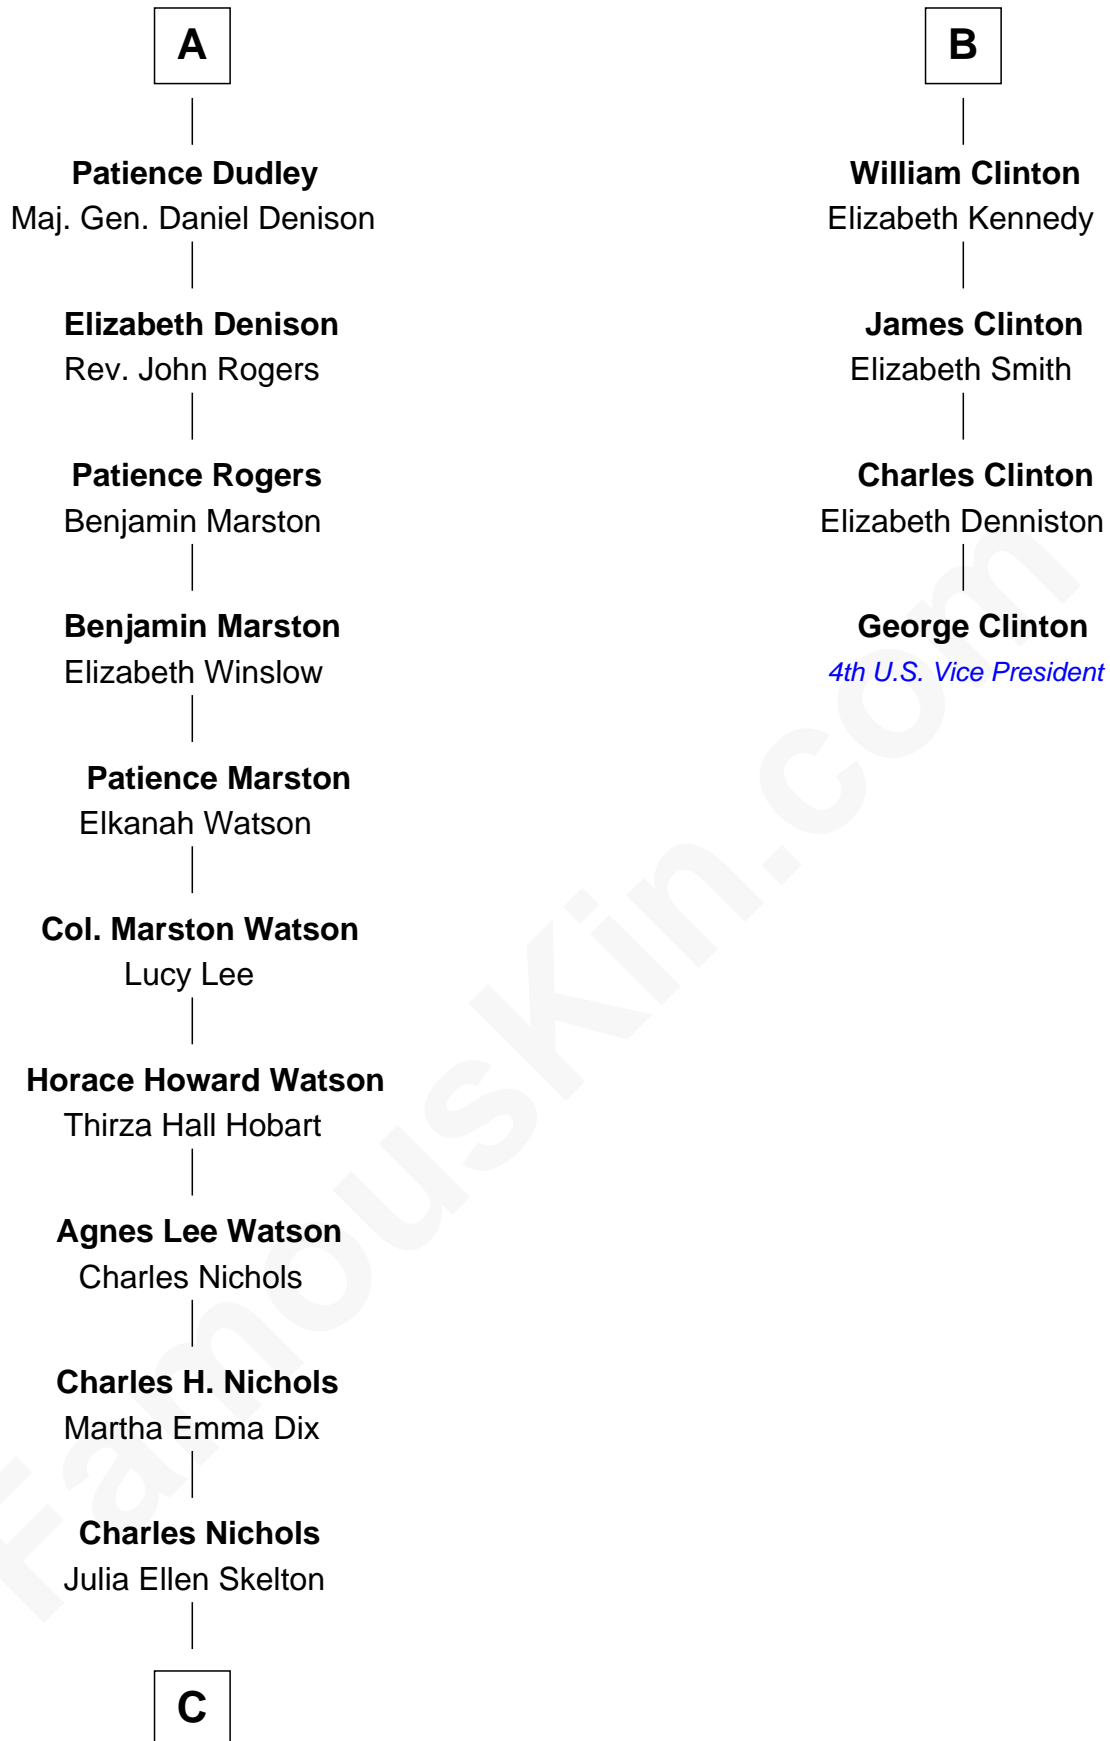 A
Patience Dudley
Maj. Gen. Daniel Denison
Elizabeth Denison
Rev. John Rogers
Patience Rogers
Benjamin Marston
Benjamin Marston
Elizabeth Winslow
Patience Marston
Elkanah Watson
Col. Marston Watson
Lucy Lee
Horace Howard Watson
Thirza Hall Hobart
Agnes Lee Watson
Charles Nichols
Charles H. Nichols
Martha Emma Dix
Charles Nichols
Julia Ellen Skelton
C
B
William Clinton
Elizabeth Kennedy
James Clinton
Elizabeth Smith
Charles Clinton
Elizabeth Denniston
George Clinton
4th U.S. Vice President
FamousKin.com